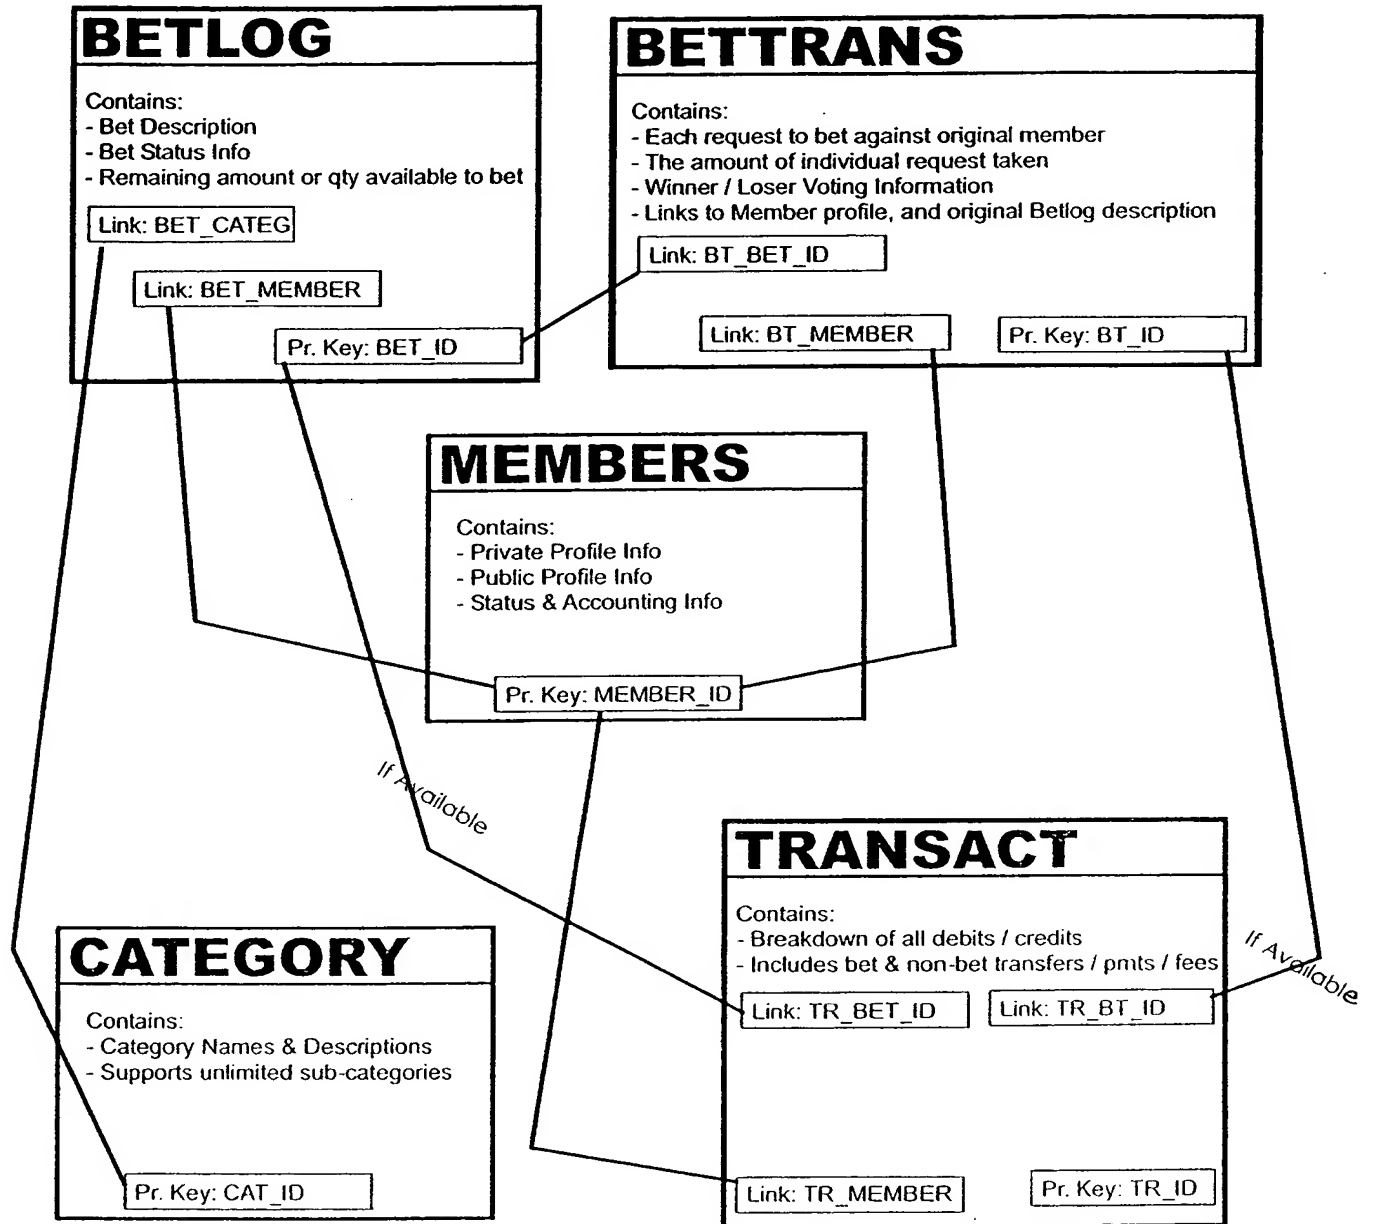 BETLOG
Contains:
- Bet Description
- Bet Status Info
- Remaining amount or qty available to bet
Link: BET_CATEG
Link: BET_MEMBER
Pr. Key: BET_ID
BETTRANS
Contains:
- Each request to bet against original member
- The amount of individual request taken
- Winner / Loser Voting Information
- Links to Member profile, and original Betlog description
Link: BT_BET_ID
Link: BT_MEMBER
Pr. Key: BT_ID
MEMBERS
Contains:
- Private Profile Info
- Public Profile Info
- Status & Accounting Info
Pr. Key: MEMBER_ID
If Available
TRANSACT
Contains:
- Breakdown of all debits / credits
- Includes bet & non-bet transfers / pmts / fees
If Available
Link: TR_BET_ID
Link: TR_BT_ID
Link: TR_MEMBER
Pr. Key: TR_ID
CATEGORY
Contains:
- Category Names & Descriptions
- Supports unlimited sub-categories
Pr. Key: CAT_ID